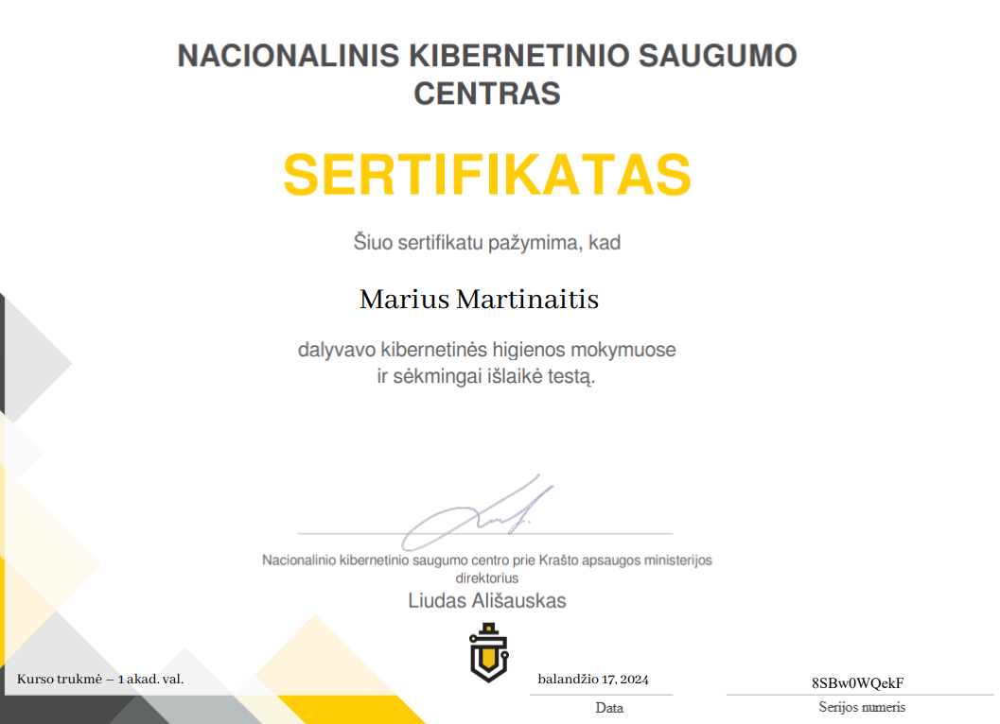 NACIONALINIS KIBERNETINIO SAUGUMO
CENTRAS
SERTIFIKATAS
Šiuo sertifikatu pažymima, kad
Marius Martinaitis
dalyvavo kibernetinės higienos mokymuose
ir sėkmingai išlaikė testą.
Nacionalinio kibernetinio saugumo centro prie Krašto apsaugos ministerijos
direktorius
Liudas Ališauskas
Kurso trukmė – 1 akad. val.
balandžio 17, 2024
Data
8SBw0WQekF
Serijos numeris